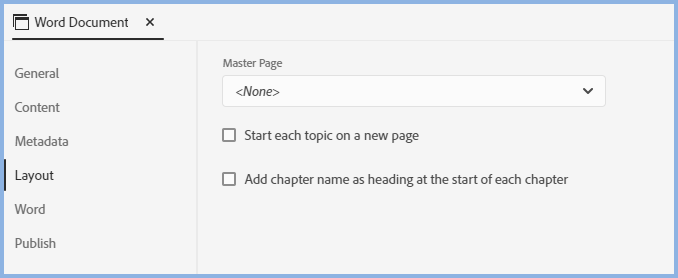 Word Document
General
Content
Metadata
Layout
Word
Publish
Master Page
<None>
Start each topic on a new page
Add chapter name as heading at the start of each chapter